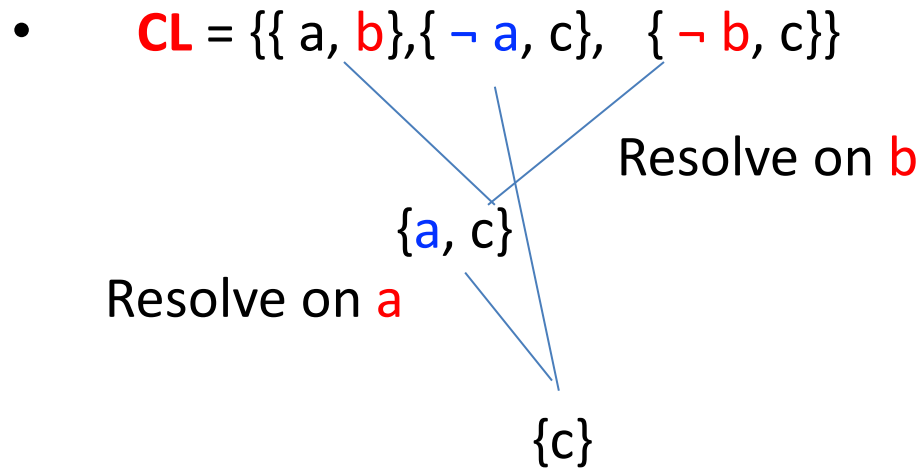 • CL = {{ a, b},{ ¬ a, c}, { ¬ b, c}}
Resolve on b
{a, c}
Resolve on a
{c}